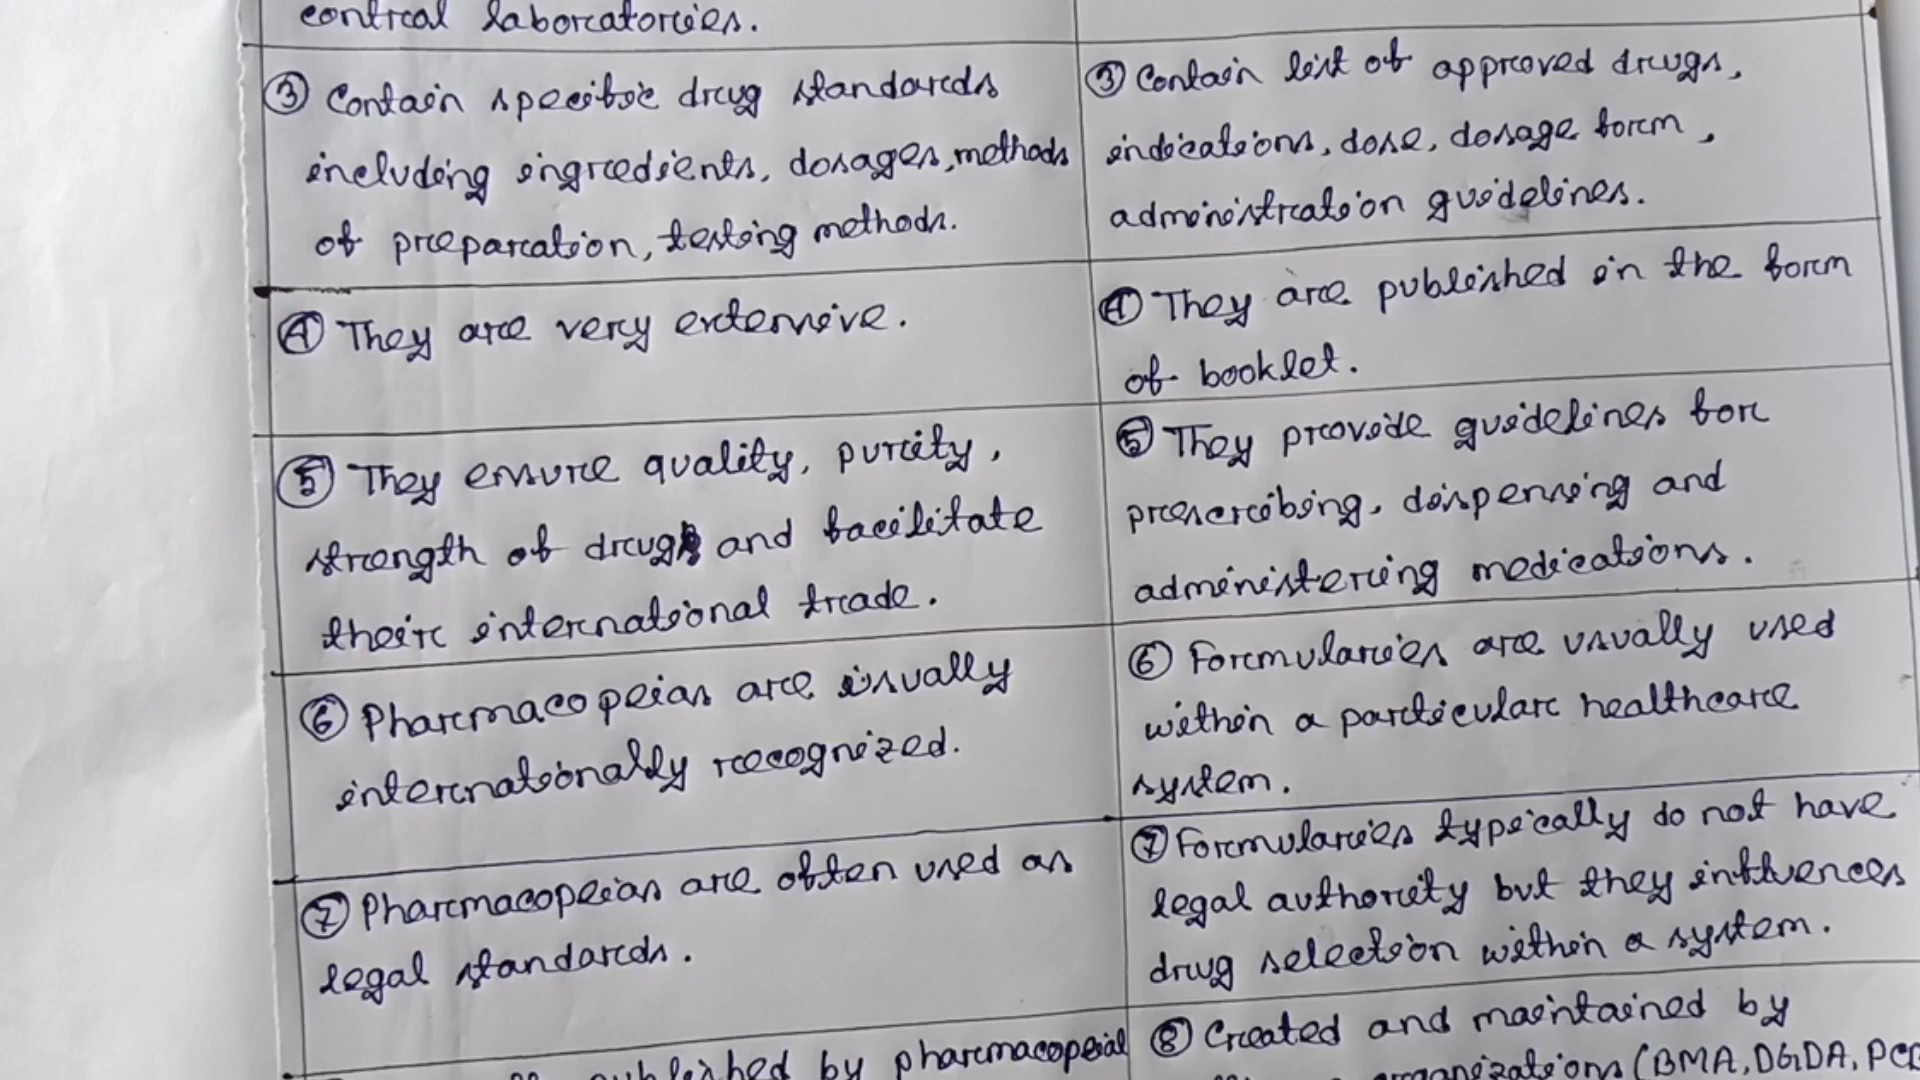 control laboratories.
③ Contain specific drug standards
including ingredients, dosages, methods
of preparation, testing methods.
③ Contain list of approved drugs,
indications, dose, dosage form,
administration guidelines.
④ They are very extensive.
④ They are published in the form
of booklet.
⑤ They ensure quality, purity,
strength of drugs and facilitate
their international trade.
⑤ They provide guidelines for
prescribing, dispensing and
administering medications.
⑥ Pharmacopeias are usually
internationally recognized.
⑥ Formularies are usually used
within a particular healthcare
system.
⑦ Pharmacopeias are often used as
legal standards.
⑦ Formularies typically do not have
legal authority but they influences
drug selection within a system.
published by pharmacopeial
⑧ Created and maintained by
organizations (BMA, DGDA, PCB